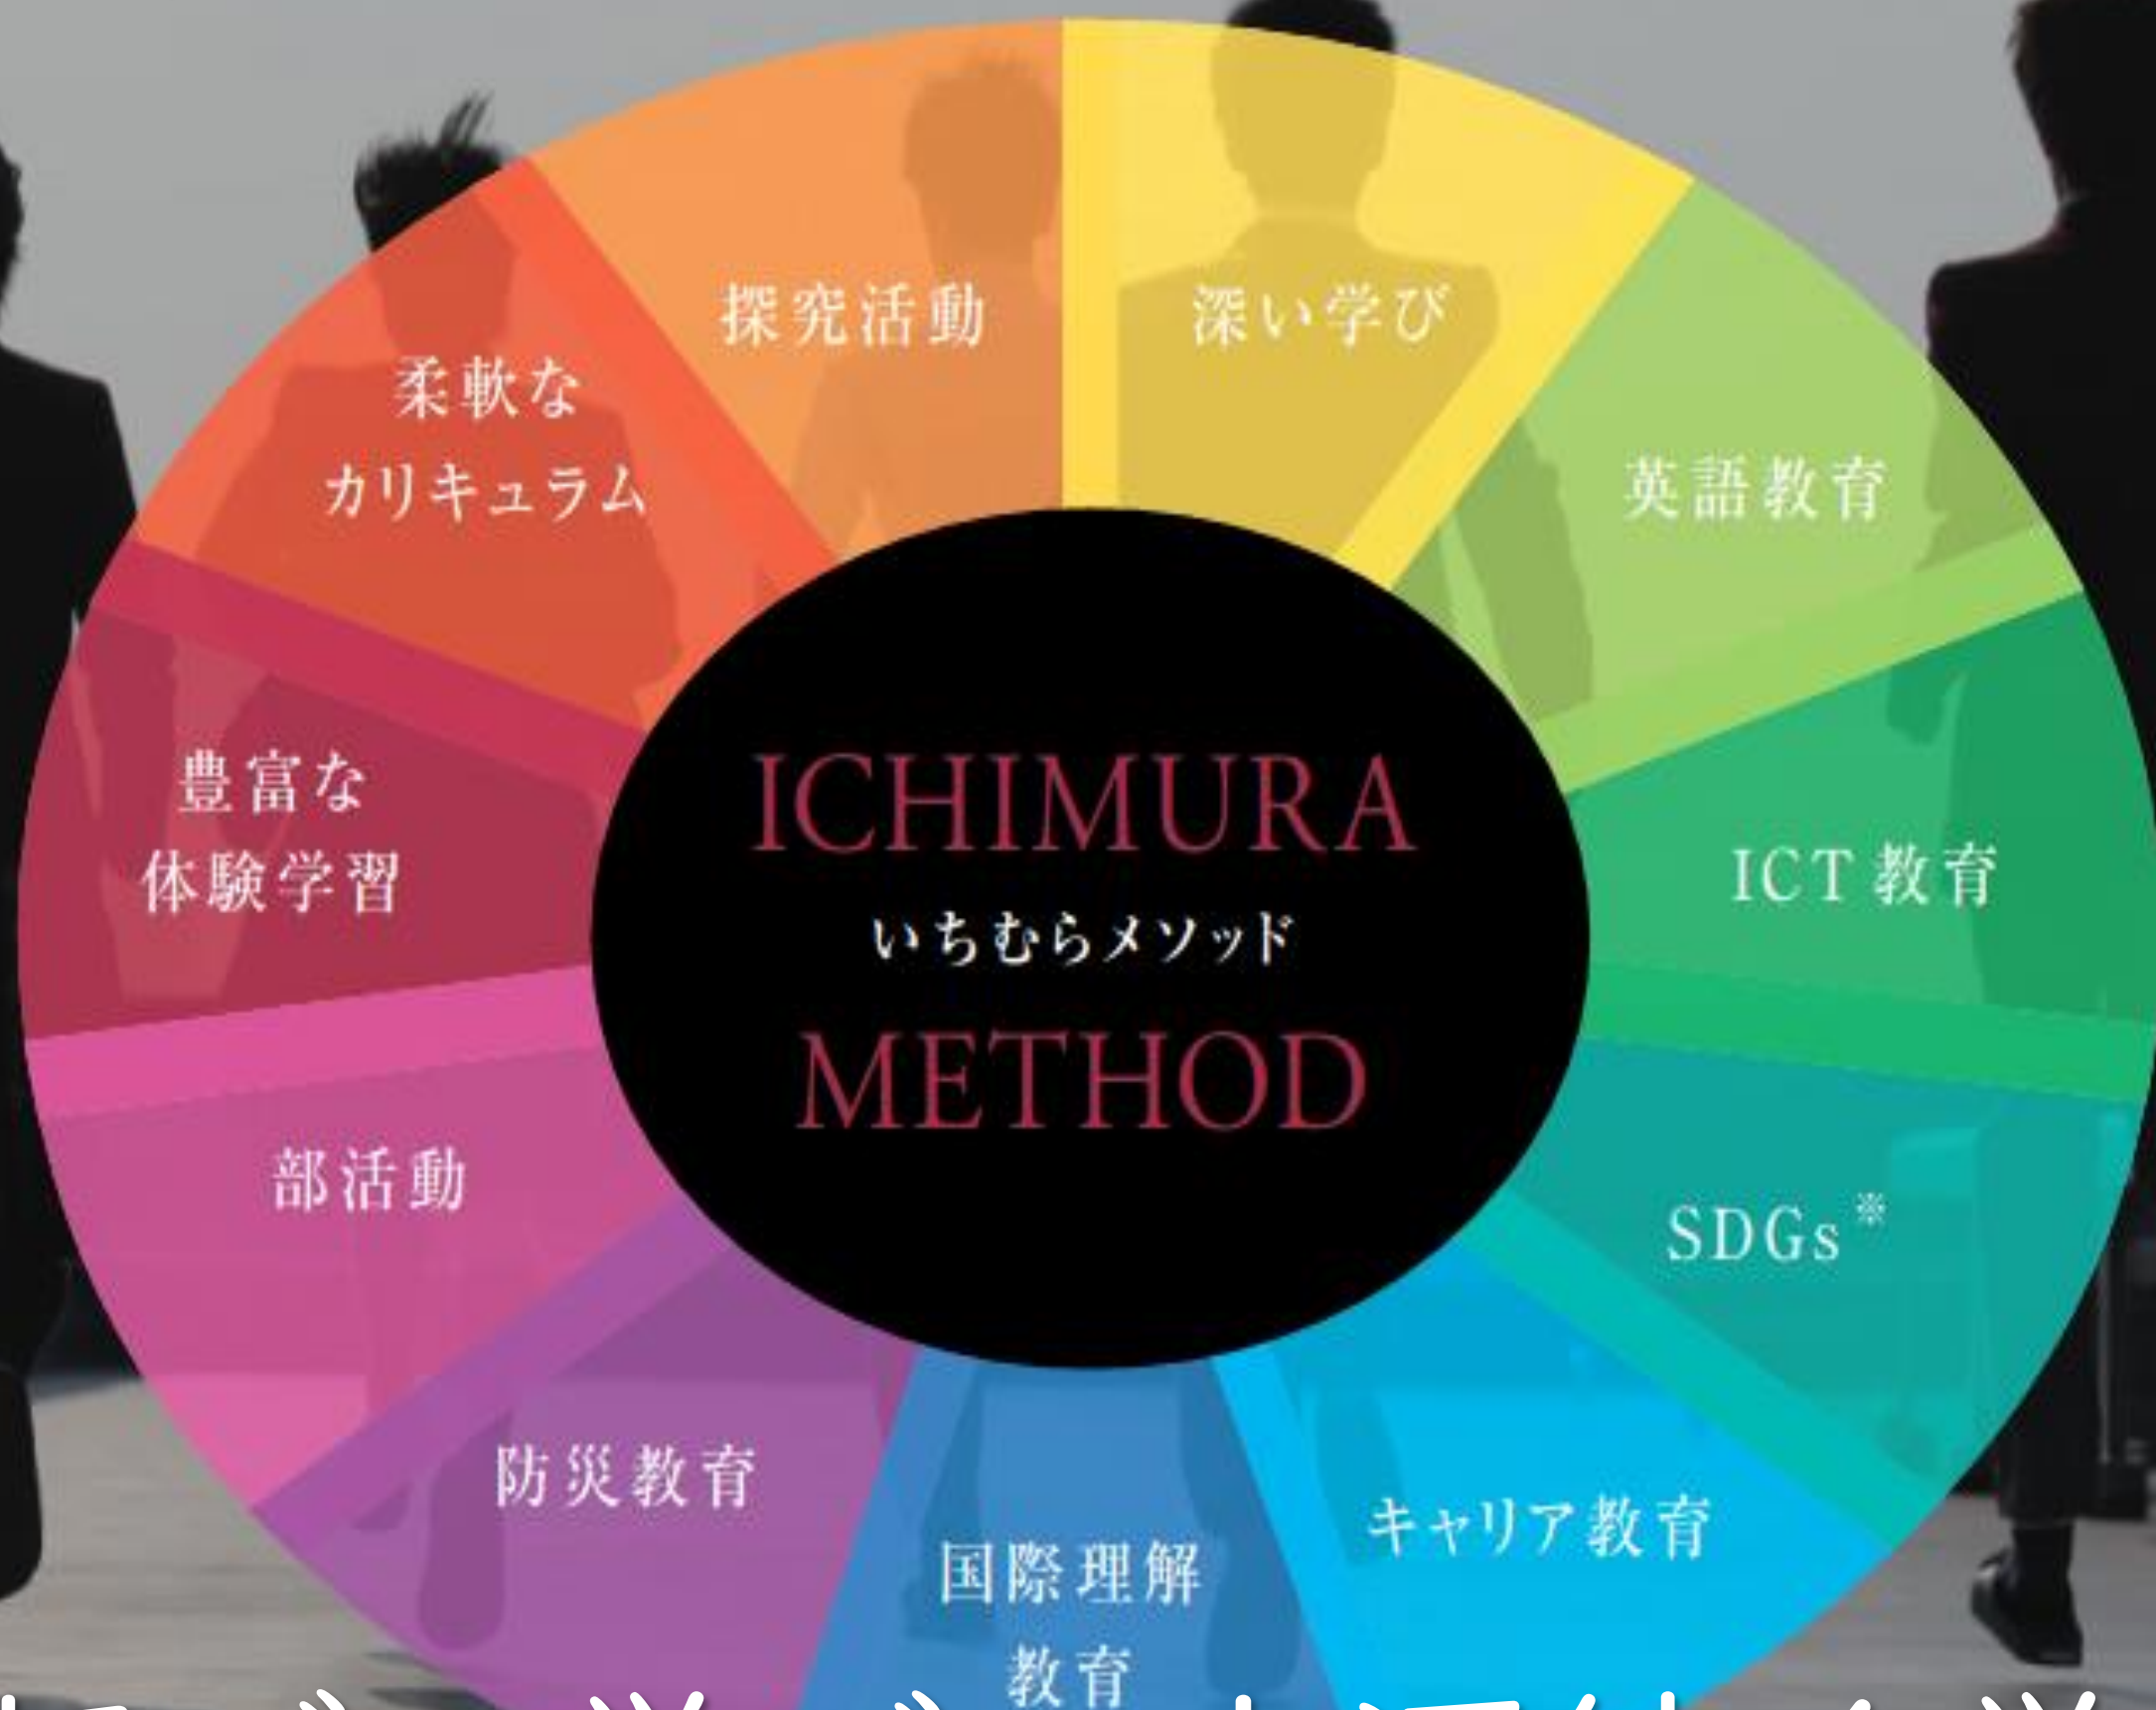 深い学び
英語教育
ICT 教育
SDGs※
キャリア教育
国際理解
教育
防災教育
部活動
豊富な
体験学習
柔軟な
カリキュラム
探究活動
ICHIMURA
いちむらメソッド
METHOD